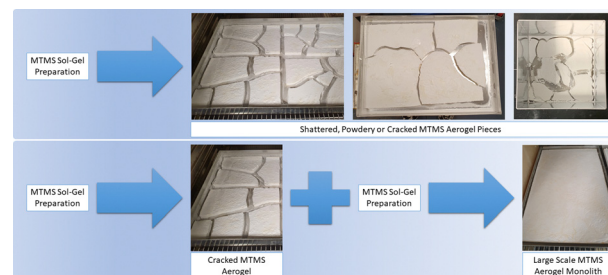 MTMS Sol-Gel
Preparation
Shattered, Powdery or Cracked MTMS Aerogel Pieces
MTMS Sol-Gel
Preparation
Cracked MTMS
Aerogel
MTMS Sol-Gel
Preparation
Large Scale MTMS
Aerogel Monolith